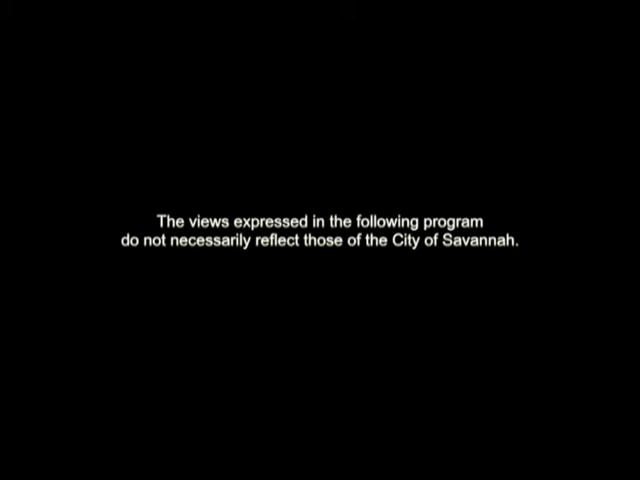 The views expressed in the following program
do not necessarily reflect those of the City of Savannah.